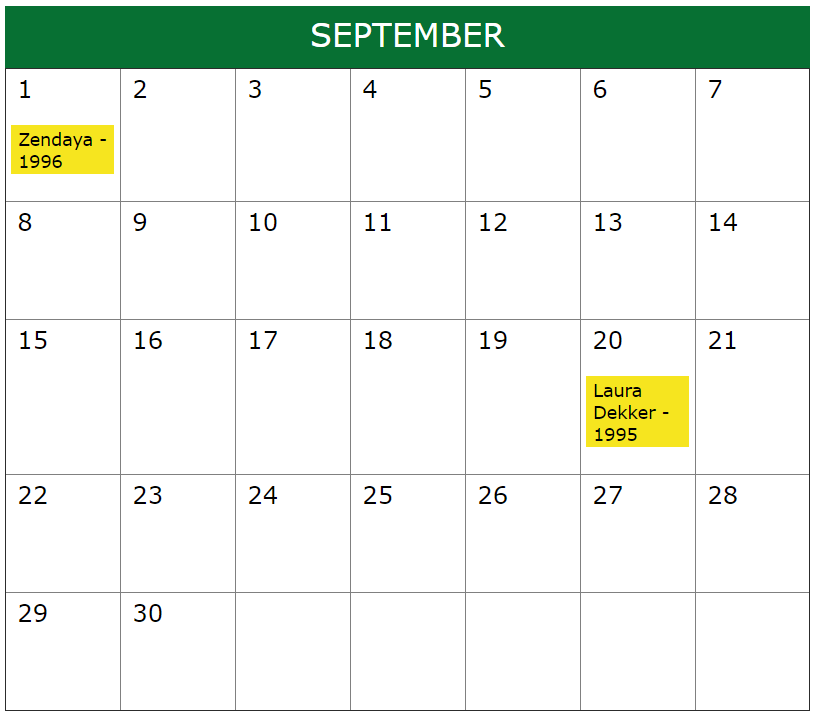 SEPTEMBER
1 2 3 4 5 6 7
Zendaya -
1996
8 9 10 11 12 13 14
15 16 17 18 19 20 21
Laura
Dekker -
1995
22 23 24 25 26 27 28
29 30